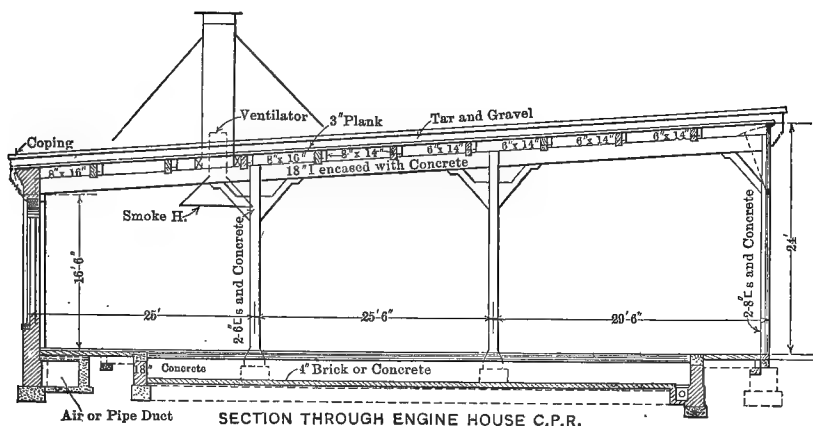 Ventilator
3" Plank
Tar and Gravel
Coping
8" x 16"
8" x 16"
8" x 14"
6" x 14"
6" x 14"
6" x 14"
6" x 14"
18" I encased with Concrete
Smoke H.
16'-6"
2-6" [s and Concrete
2-8" [s and Concrete
24'
25'
25'-6"
29'-6"
18" Concrete
4" Brick or Concrete
Air or Pipe Duct
SECTION THROUGH ENGINE HOUSE C.P.R.